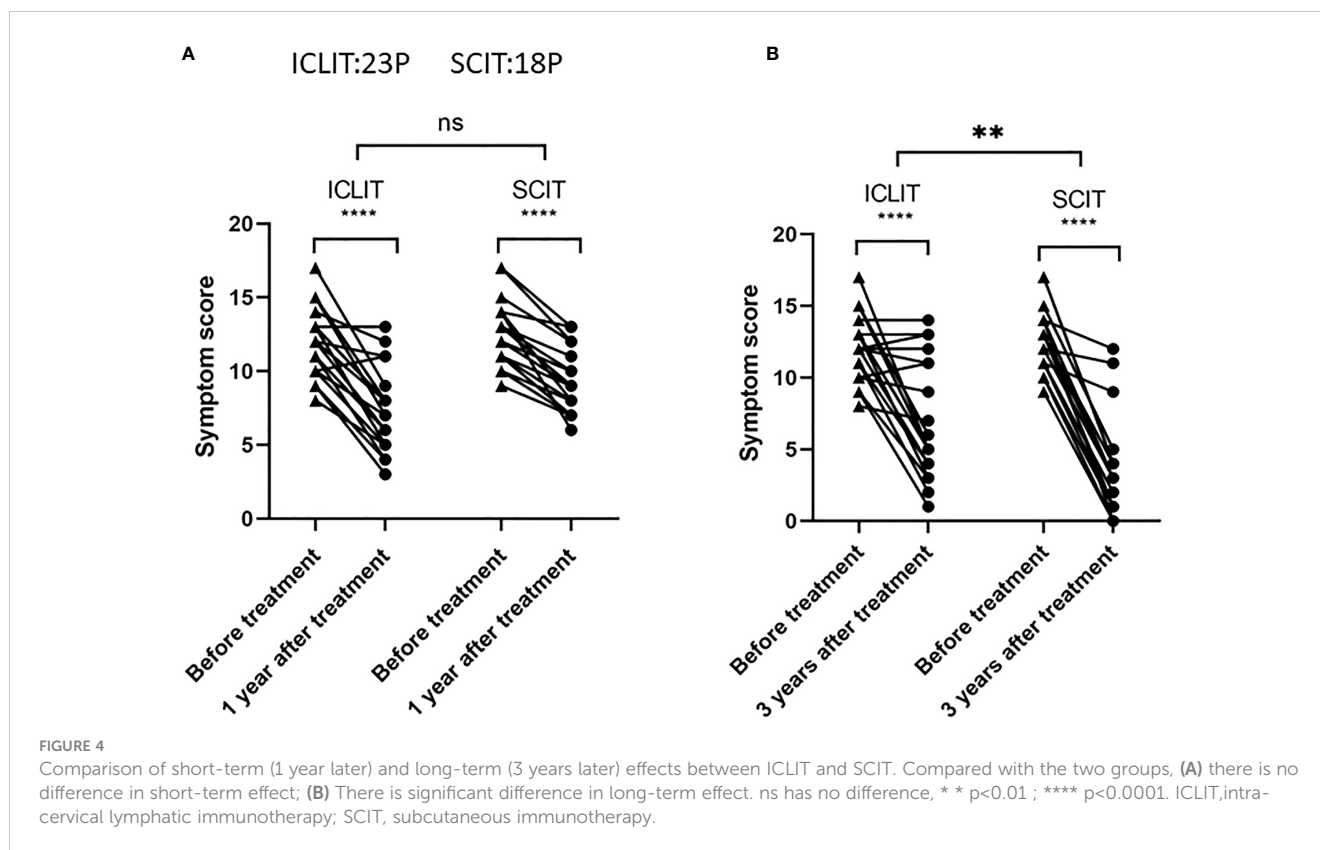 A
ICLIT:23P SCIT:18P
ns
ICLIT
****
SCIT
****
20
15
10
5
0
Symptom score
Before treatment
1 year after treatment
Before treatment
1 year after treatment
B
**
ICLIT
****
SCIT
****
20
15
10
5
0
Symptom score
Before treatment
3 years after treatment
Before treatment
3 years after treatment
FIGURE 4
Comparison of short-term (1 year later) and long-term (3 years later) effects between ICLIT and SCIT. Compared with the two groups, (A) there is no
difference in short-term effect; (B) There is significant difference in long-term effect. ns has no difference, * * p<0.01 ; **** p<0.0001. ICLIT,intra-
cervical lymphatic immunotherapy; SCIT, subcutaneous immunotherapy.